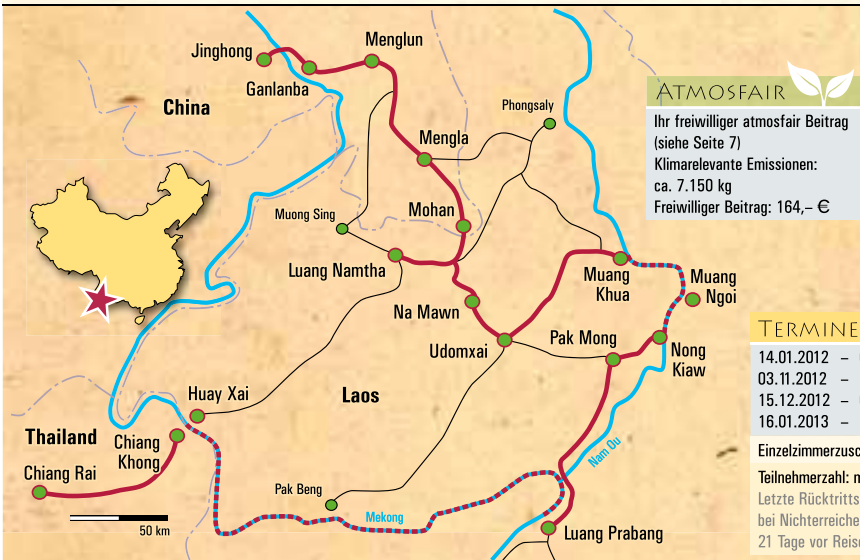 Jinghong
Menglun
Ganlanba
China
Phongsaly
Mengla
Muong Sing
Mohan
Luang Namtha
Muang
Khua
Muang
Ngoi
Na Mawn
Udomxai
Pak Mong
Nong
Kiaw
Huay Xai
Laos
Thailand
Chiang
Khong
Chiang Rai
Pak Beng
Nam Ou
Mekong
50 km
Luang Prabang
ATMOSFAIR
Ihr freiwilliger atmosfair Beitrag
(siehe Seite 7)
Klimarelevante Emissionen:
ca. 7.150 kg
Freiwilliger Beitrag: 164,– €
TERMINE
14.01.2012 –
03.11.2012 –
15.12.2012 –
16.01.2013 –
Einzelzimmerzusc
Teilnehmerzahl: m
Letzte Rücktritts
bei Nichterreiche
21 Tage vor Reise